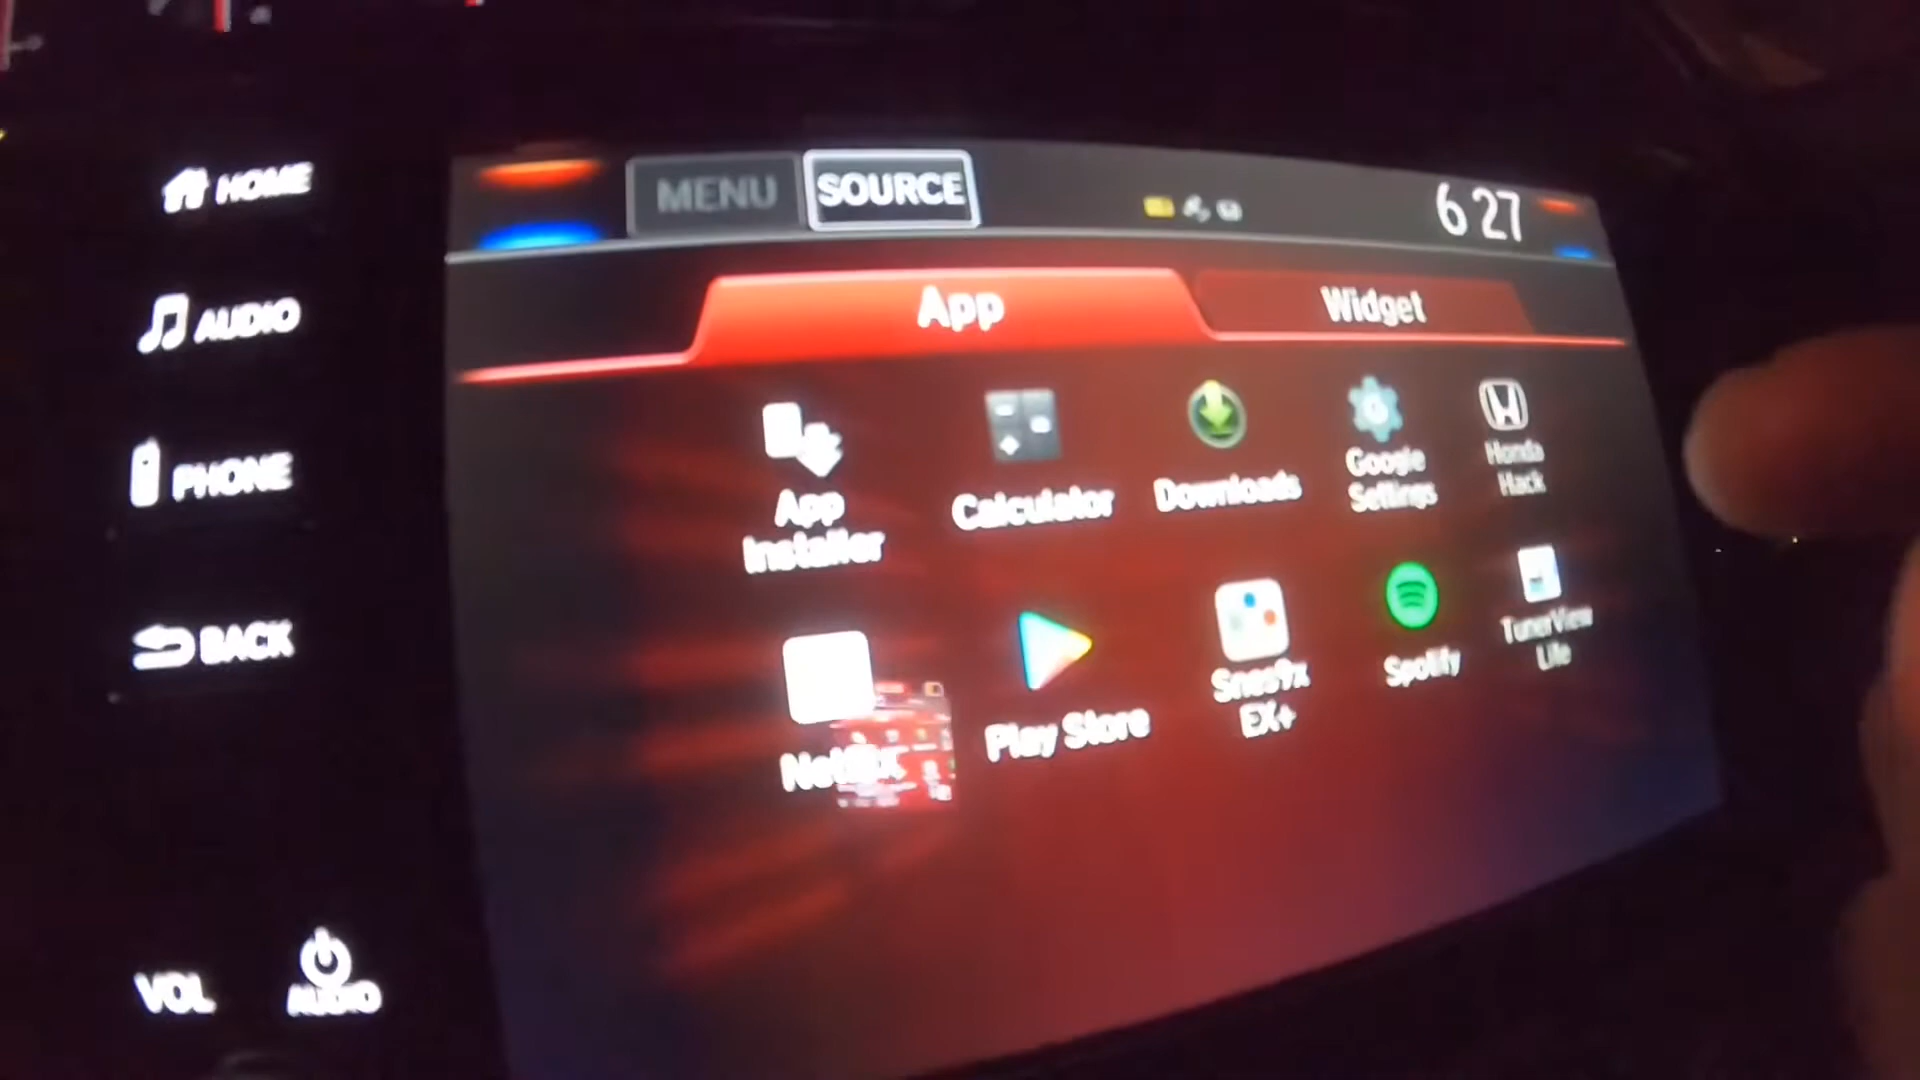 HOME
MENU
SOURCE
6 27
AUDIO
App
Widget
PHONE
App
Installer
Calculator
Downloads
Google
Settings
Honda
Hack
BACK
Netflix
Play Store
Snes9x
EX+
Spotify
TunerView
Lite
VOL
AUDIO